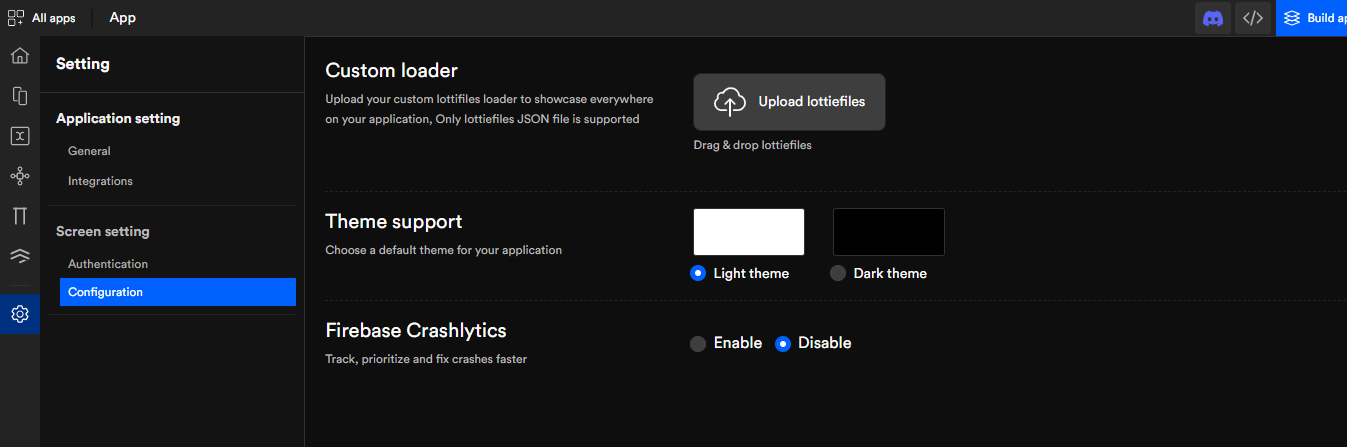 All apps
App
</>
Build ap
Setting
Application setting
General
Integrations
Screen setting
Authentication
Configuration
Custom loader
Upload your custom lottifiles loader to showcase everywhere
on your application, Only lottiefiles JSON file is supported
Upload lottiefiles
Drag & drop lottiefiles
Theme support
Choose a default theme for your application
Light theme
Dark theme
Firebase Crashlytics
Track, prioritize and fix crashes faster
Enable
Disable